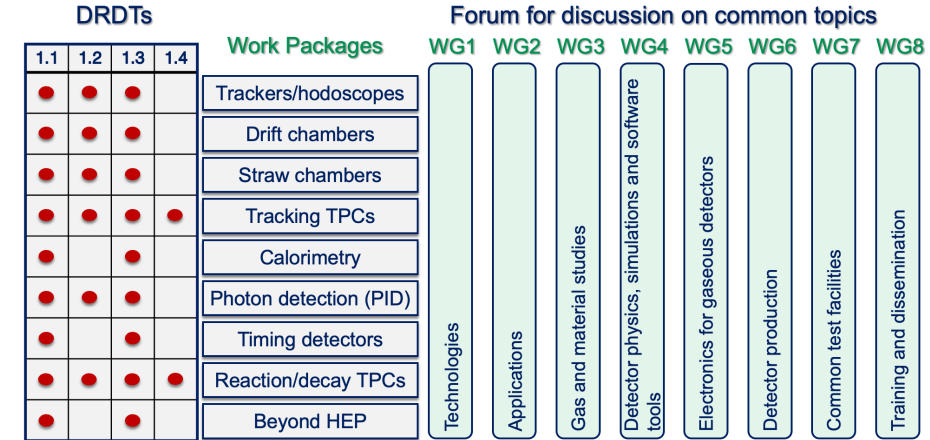 DRDTs
Forum for discussion on common topics
Work Packages
WG1 WG2 WG3 WG4 WG5 WG6 WG7 WG8
1.1 1.2 1.3 1.4
Trackers/hodoscopes
Drift chambers
Straw chambers
Tracking TPCs
Calorimetry
Photon detection (PID)
Timing detectors
Reaction/decay TPCs
Beyond HEP
Technologies
Applications
Gas and material studies
Detector physics, simulations and software
tools
Electronics for gaseous detectors
Detector production
Common test facilities
Training and dissemination